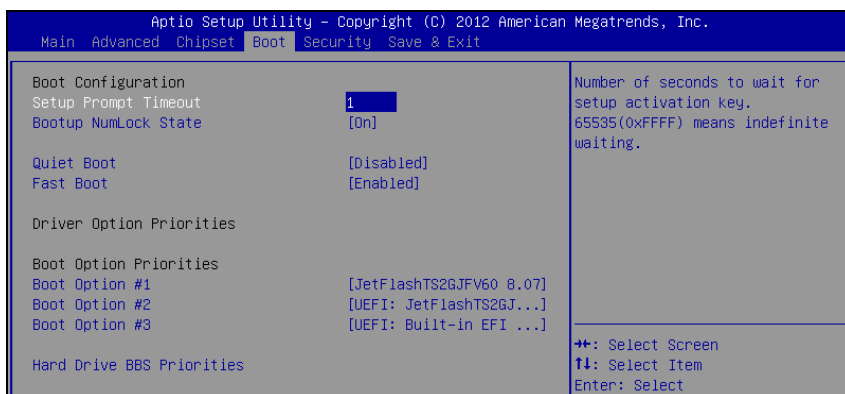 Aptio Setup Utility – Copyright (C) 2012 American Megatrends, Inc.
Main Advanced Chipset Boot Security Save & Exit
Boot Configuration
Setup Prompt Timeout 1
Bootup NumLock State [On]
Quiet Boot [Disabled]
Fast Boot [Enabled]
Driver Option Priorities
Boot Option Priorities
Boot Option #1 [JetFlashTS2GJFV60 8.07]
Boot Option #2 [UEFI: JetFlashTS2GJ...]
Boot Option #3 [UEFI: Built-in EFI ...]
Hard Drive BBS Priorities
Number of seconds to wait for
setup activation key.
65535(0xFFFF) means indefinite
waiting.
→←: Select Screen
↑↓: Select Item
Enter: Select